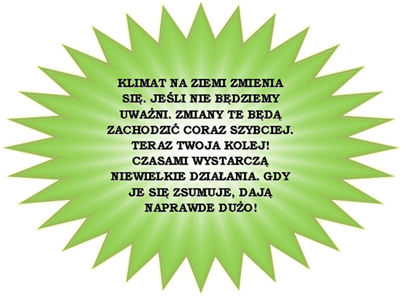 KLIMAT NA ZIEMI ZMIENIA
SIĘ. JEŚLI NIE BĘDZIEMY
UWAŻNI. ZMIANY TE BĘDĄ
ZACHODZIĆ CORAZ SZYBCIEJ.
TERAZ TWOJA KOLEJ!
CZASAMI WYSTARCZĄ
NIEWIELKIE DZIAŁANIA. GDY
JE SIĘ ZSUMUJE, DAJĄ
NAPRAWDE DUŻO!